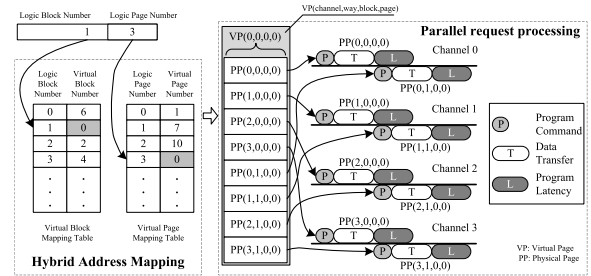 Logic Block Number
Logic Page Number
1
3
Logic
Block
Number
Virtual
Block
Number
0 6
1 0
2 2
3 4
. .
. .
. .
Virtual Block
Mapping Table
Logic
Page
Number
Virtual
Page
Number
0 1
1 7
2 10
3 0
. .
. .
. .
Virtual Page
Mapping Table
Hybrid Address Mapping
VP(channel,way,block,page)
VP(0,0,0,0)
PP(0,0,0,0)
PP(1,0,0,0)
PP(2,0,0,0)
PP(3,0,0,0)
PP(0,1,0,0)
PP(1,1,0,0)
PP(2,1,0,0)
PP(3,1,0,0)
Parallel request processing
PP(0,0,0,0)
Channel 0
P T L
P T L
PP(0,1,0,0)
PP(1,0,0,0)
Channel 1
P T L
P T L
PP(1,1,0,0)
PP(2,0,0,0)
Channel 2
P T L
P T L
PP(2,1,0,0)
PP(3,0,0,0)
Channel 3
P T L
P T L
PP(3,1,0,0)
P
Program
Command
T
Data
Transfer
L
Program
Latency
VP: Virtual Page
PP: Physical Page